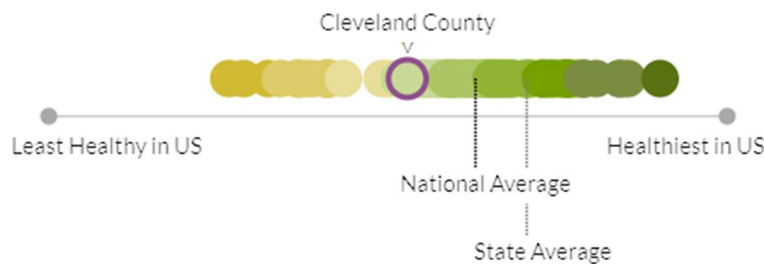 Cleveland County
Least Healthy in US
Healthiest in US
National Average
State Average